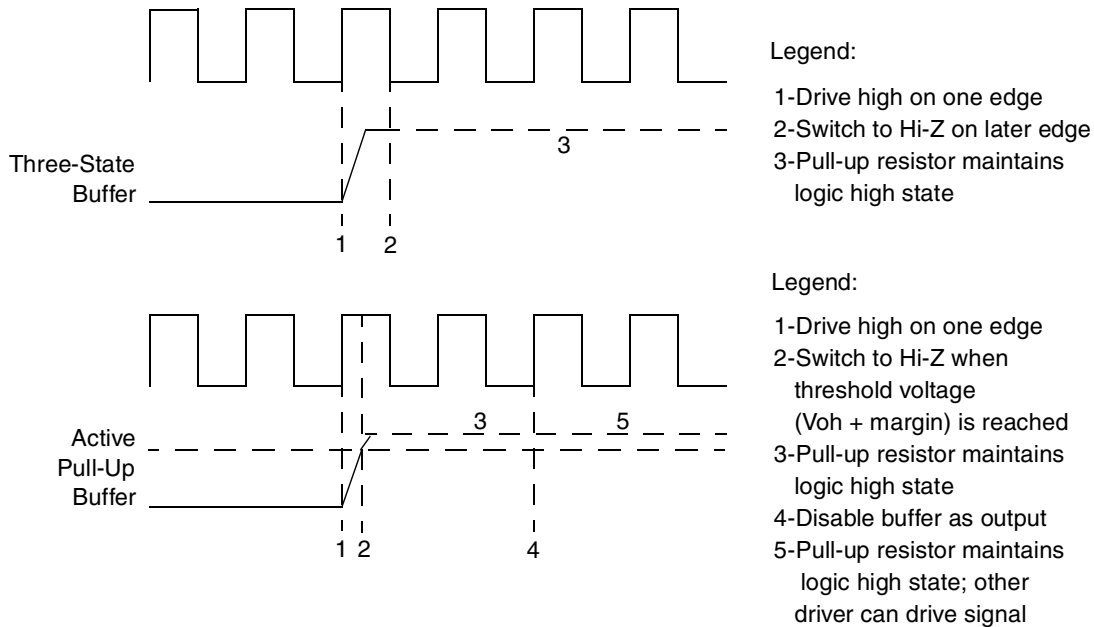 Legend:
1-Drive high on one edge
2-Switch to Hi-Z on later edge
3-Pull-up resistor maintains
logic high state
Three-State
Buffer
3
1 2
Legend:
1-Drive high on one edge
2-Switch to Hi-Z when
threshold voltage
(Voh + margin) is reached
3-Pull-up resistor maintains
logic high state
4-Disable buffer as output
5-Pull-up resistor maintains
logic high state; other
driver can drive signal
Active
Pull-Up
Buffer
3 5
1 2 4